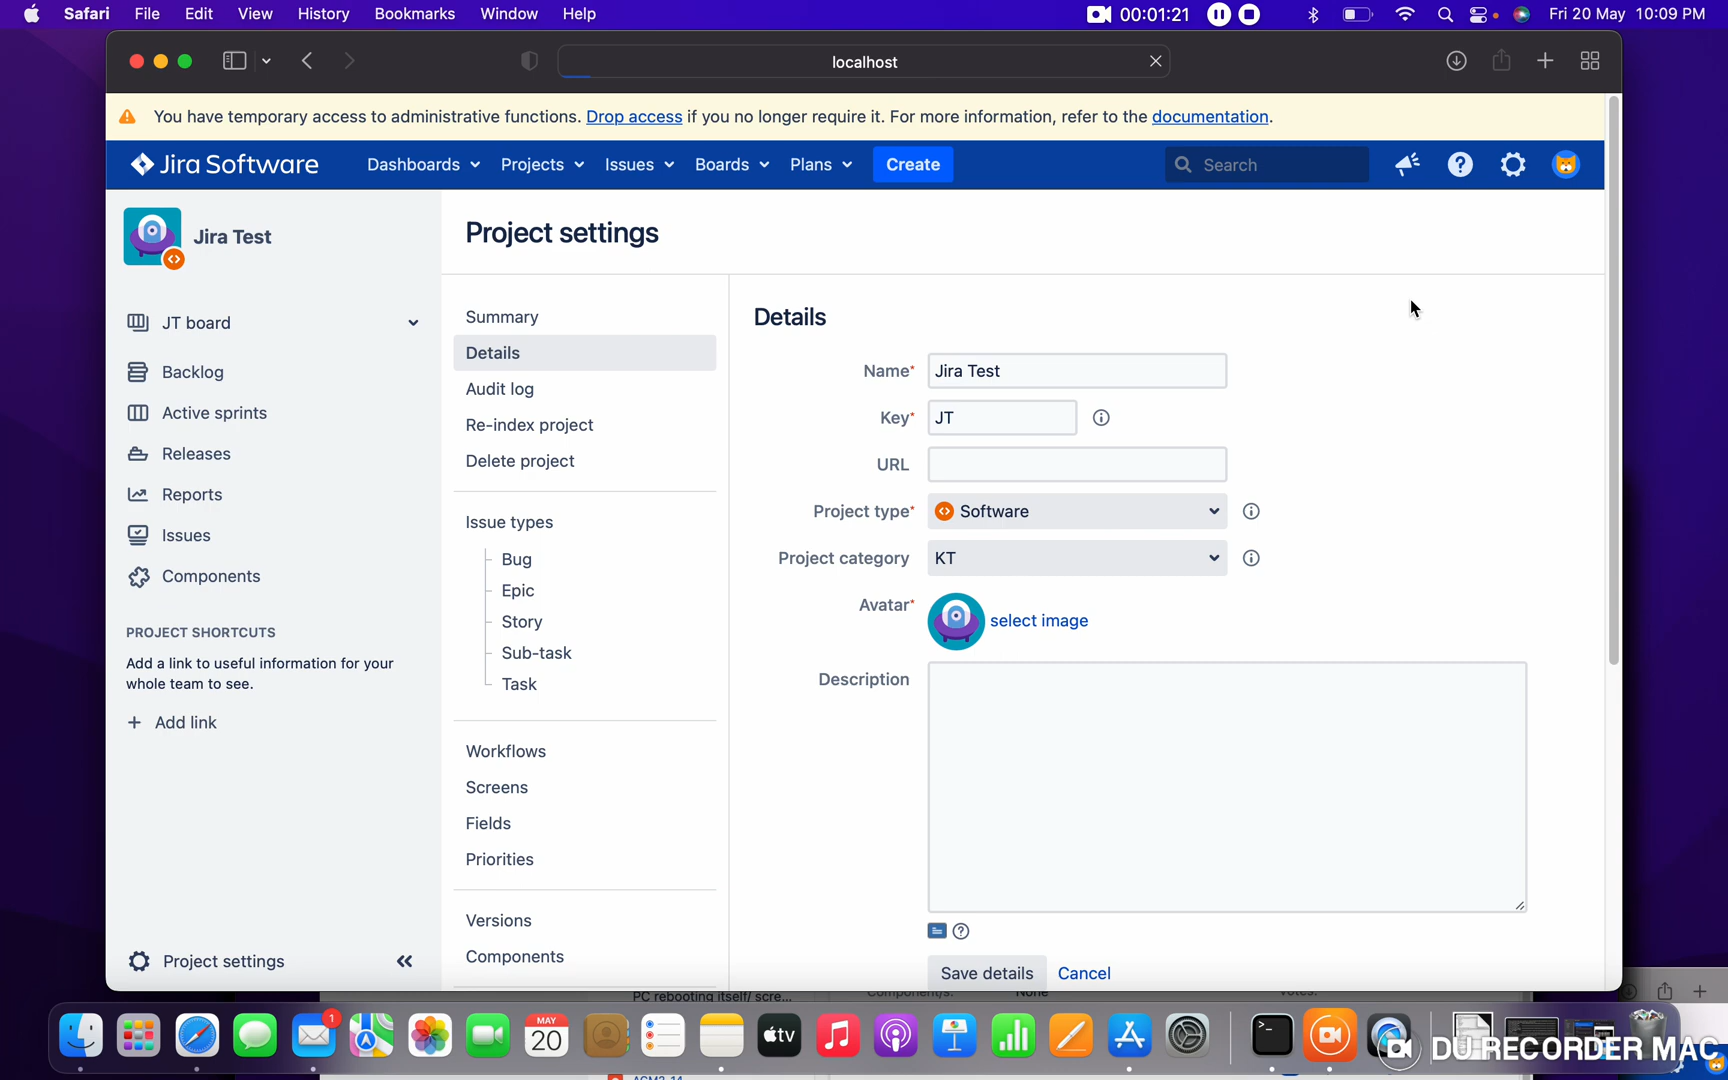 Safari File Edit View History Bookmarks Window Help 00:01:21 Fri 20 May 10:09 PM
localhost
You have temporary access to administrative functions. Drop access if you no longer require it. For more information, refer to the documentation.
Jira Software Dashboards Projects Issues Boards Plans Create Search
Jira Test
JT board
Backlog
Active sprints
Releases
Reports
Issues
Components
PROJECT SHORTCUTS
Add a link to useful information for your
whole team to see.
+ Add link
Project settings
Project settings
Summary
Details
Audit log
Re-index project
Delete project
Issue types
Bug
Epic
Story
Sub-task
Task
Workflows
Screens
Fields
Priorities
Versions
Components
Details
Name* Jira Test
Key* JT
URL
Project type* Software
Project category KT
Avatar* select image
Description
Save details Cancel
PC rebooting itself/ scre...
Component/s: None
Votes:
1
MAY
20
tv
DU RECORDER MAC